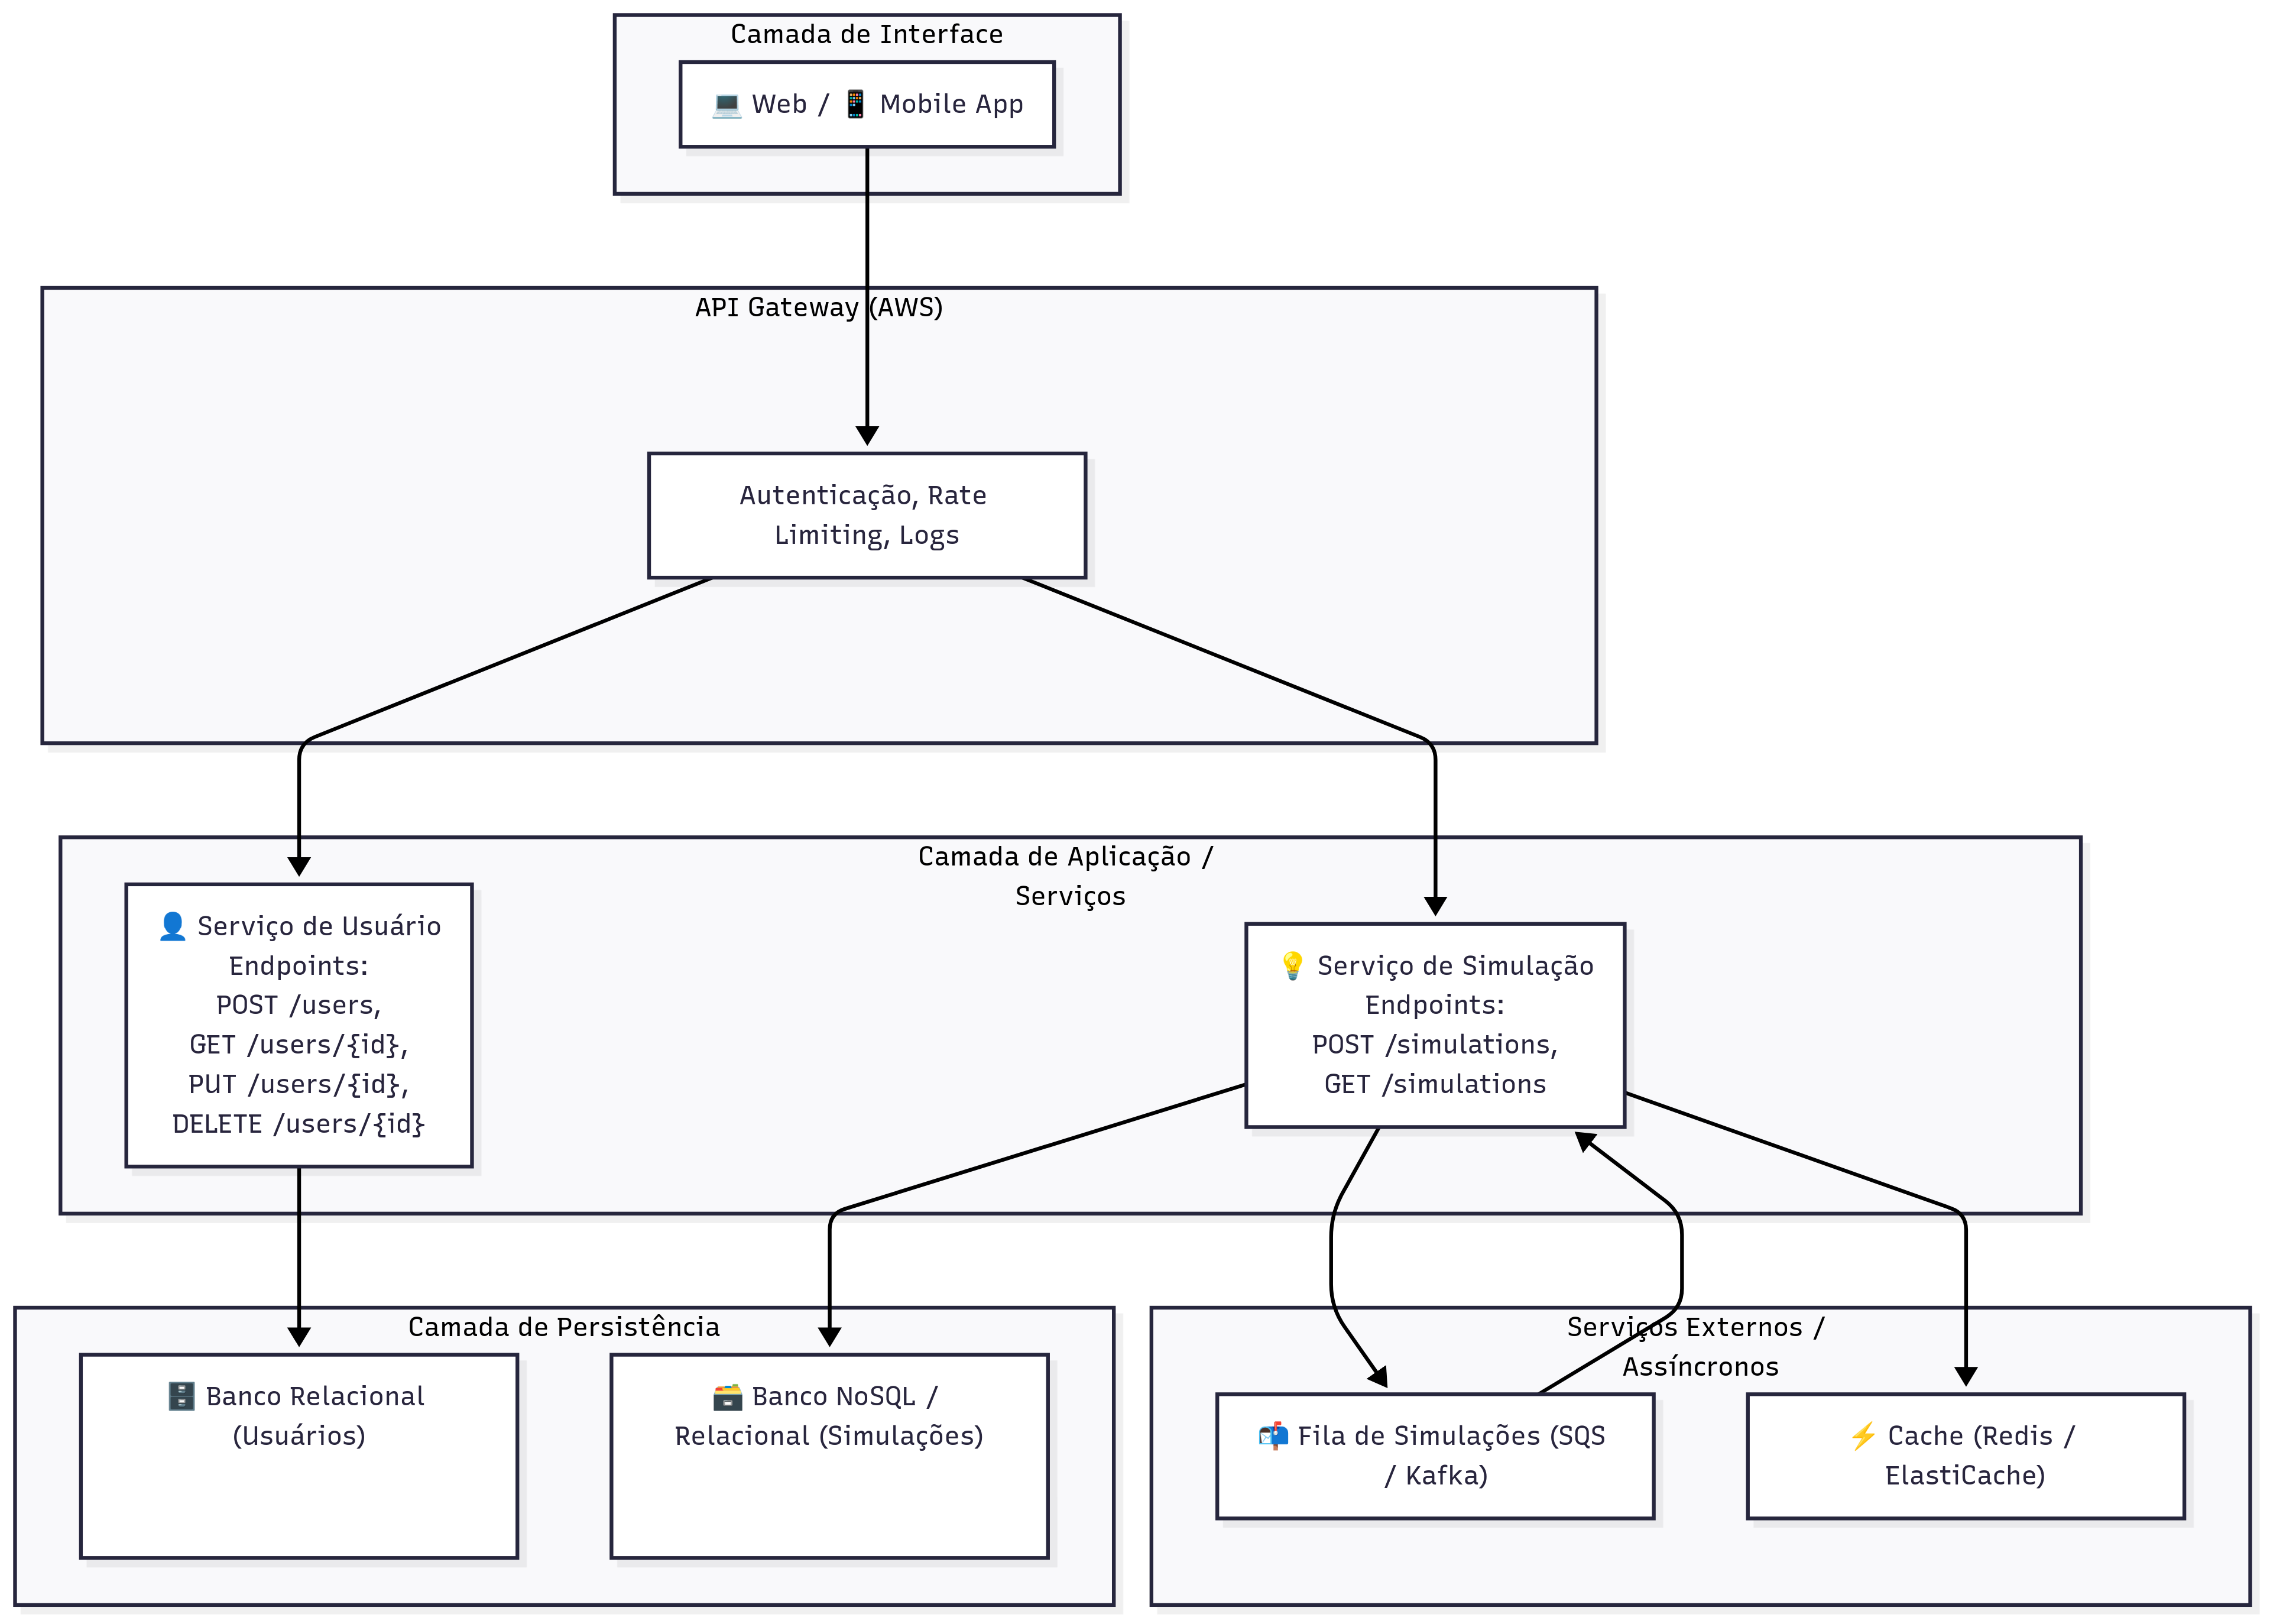 Camada de Interface
💻 Web / 📱 Mobile App
API Gateway (AWS)
Autenticação, Rate
Limiting, Logs
Camada de Aplicação /
Serviços
👤 Serviço de Usuário
Endpoints:
POST /users,
GET /users/{id},
PUT /users/{id},
DELETE /users/{id}
💡 Serviço de Simulação
Endpoints:
POST /simulations,
GET /simulations
Camada de Persistência
🗄️ Banco Relacional
(Usuários)
🗃️ Banco NoSQL /
Relacional (Simulações)
Serviços Externos /
Assíncronos
📬 Fila de Simulações (SQS
/ Kafka)
⚡ Cache (Redis /
ElastiCache)